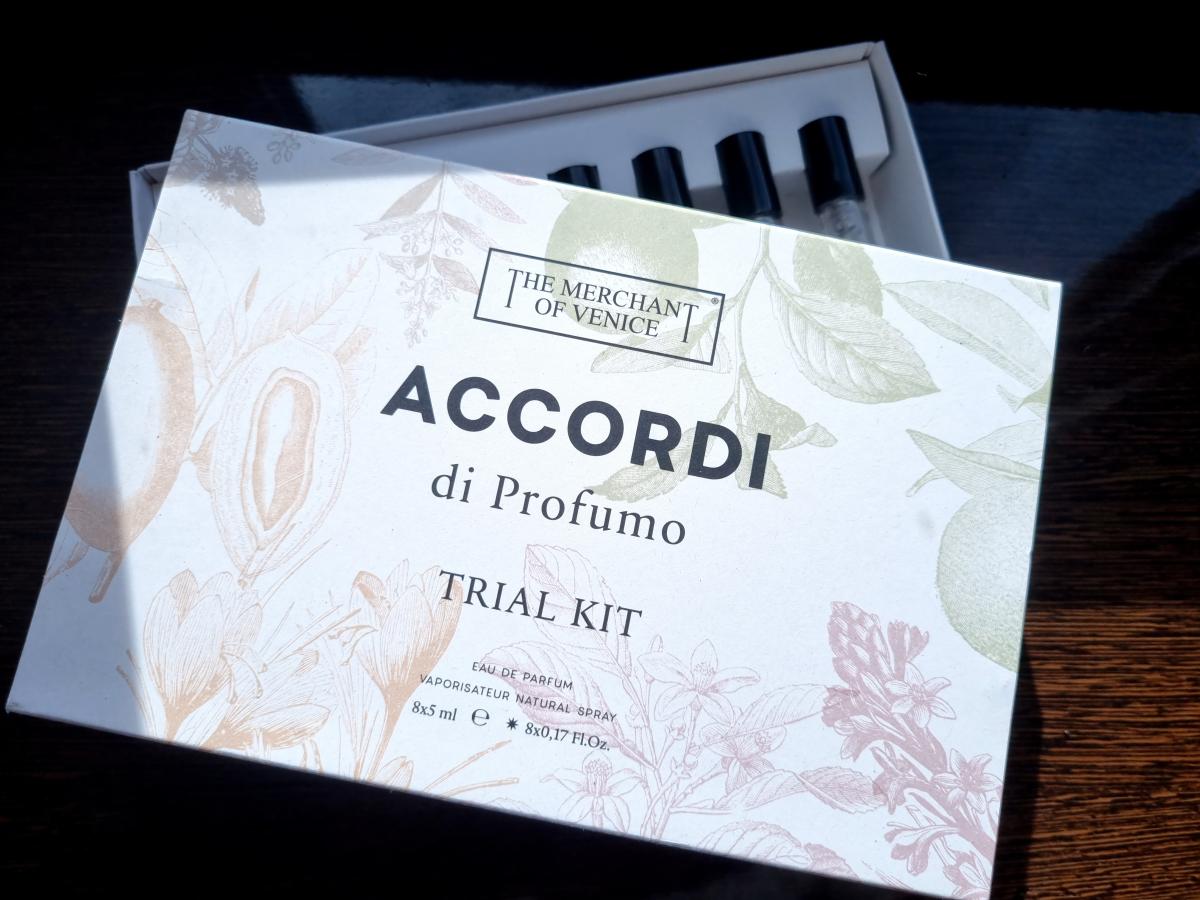 THE MERCHANT ®
OF VENICE
ACCORDI
di Profumo
TRIAL KIT
EAU DE PARFUM
VAPORISATEUR NATURAL SPRAY
8x5 ml ℮ ✷ 8x0,17 Fl.Oz.